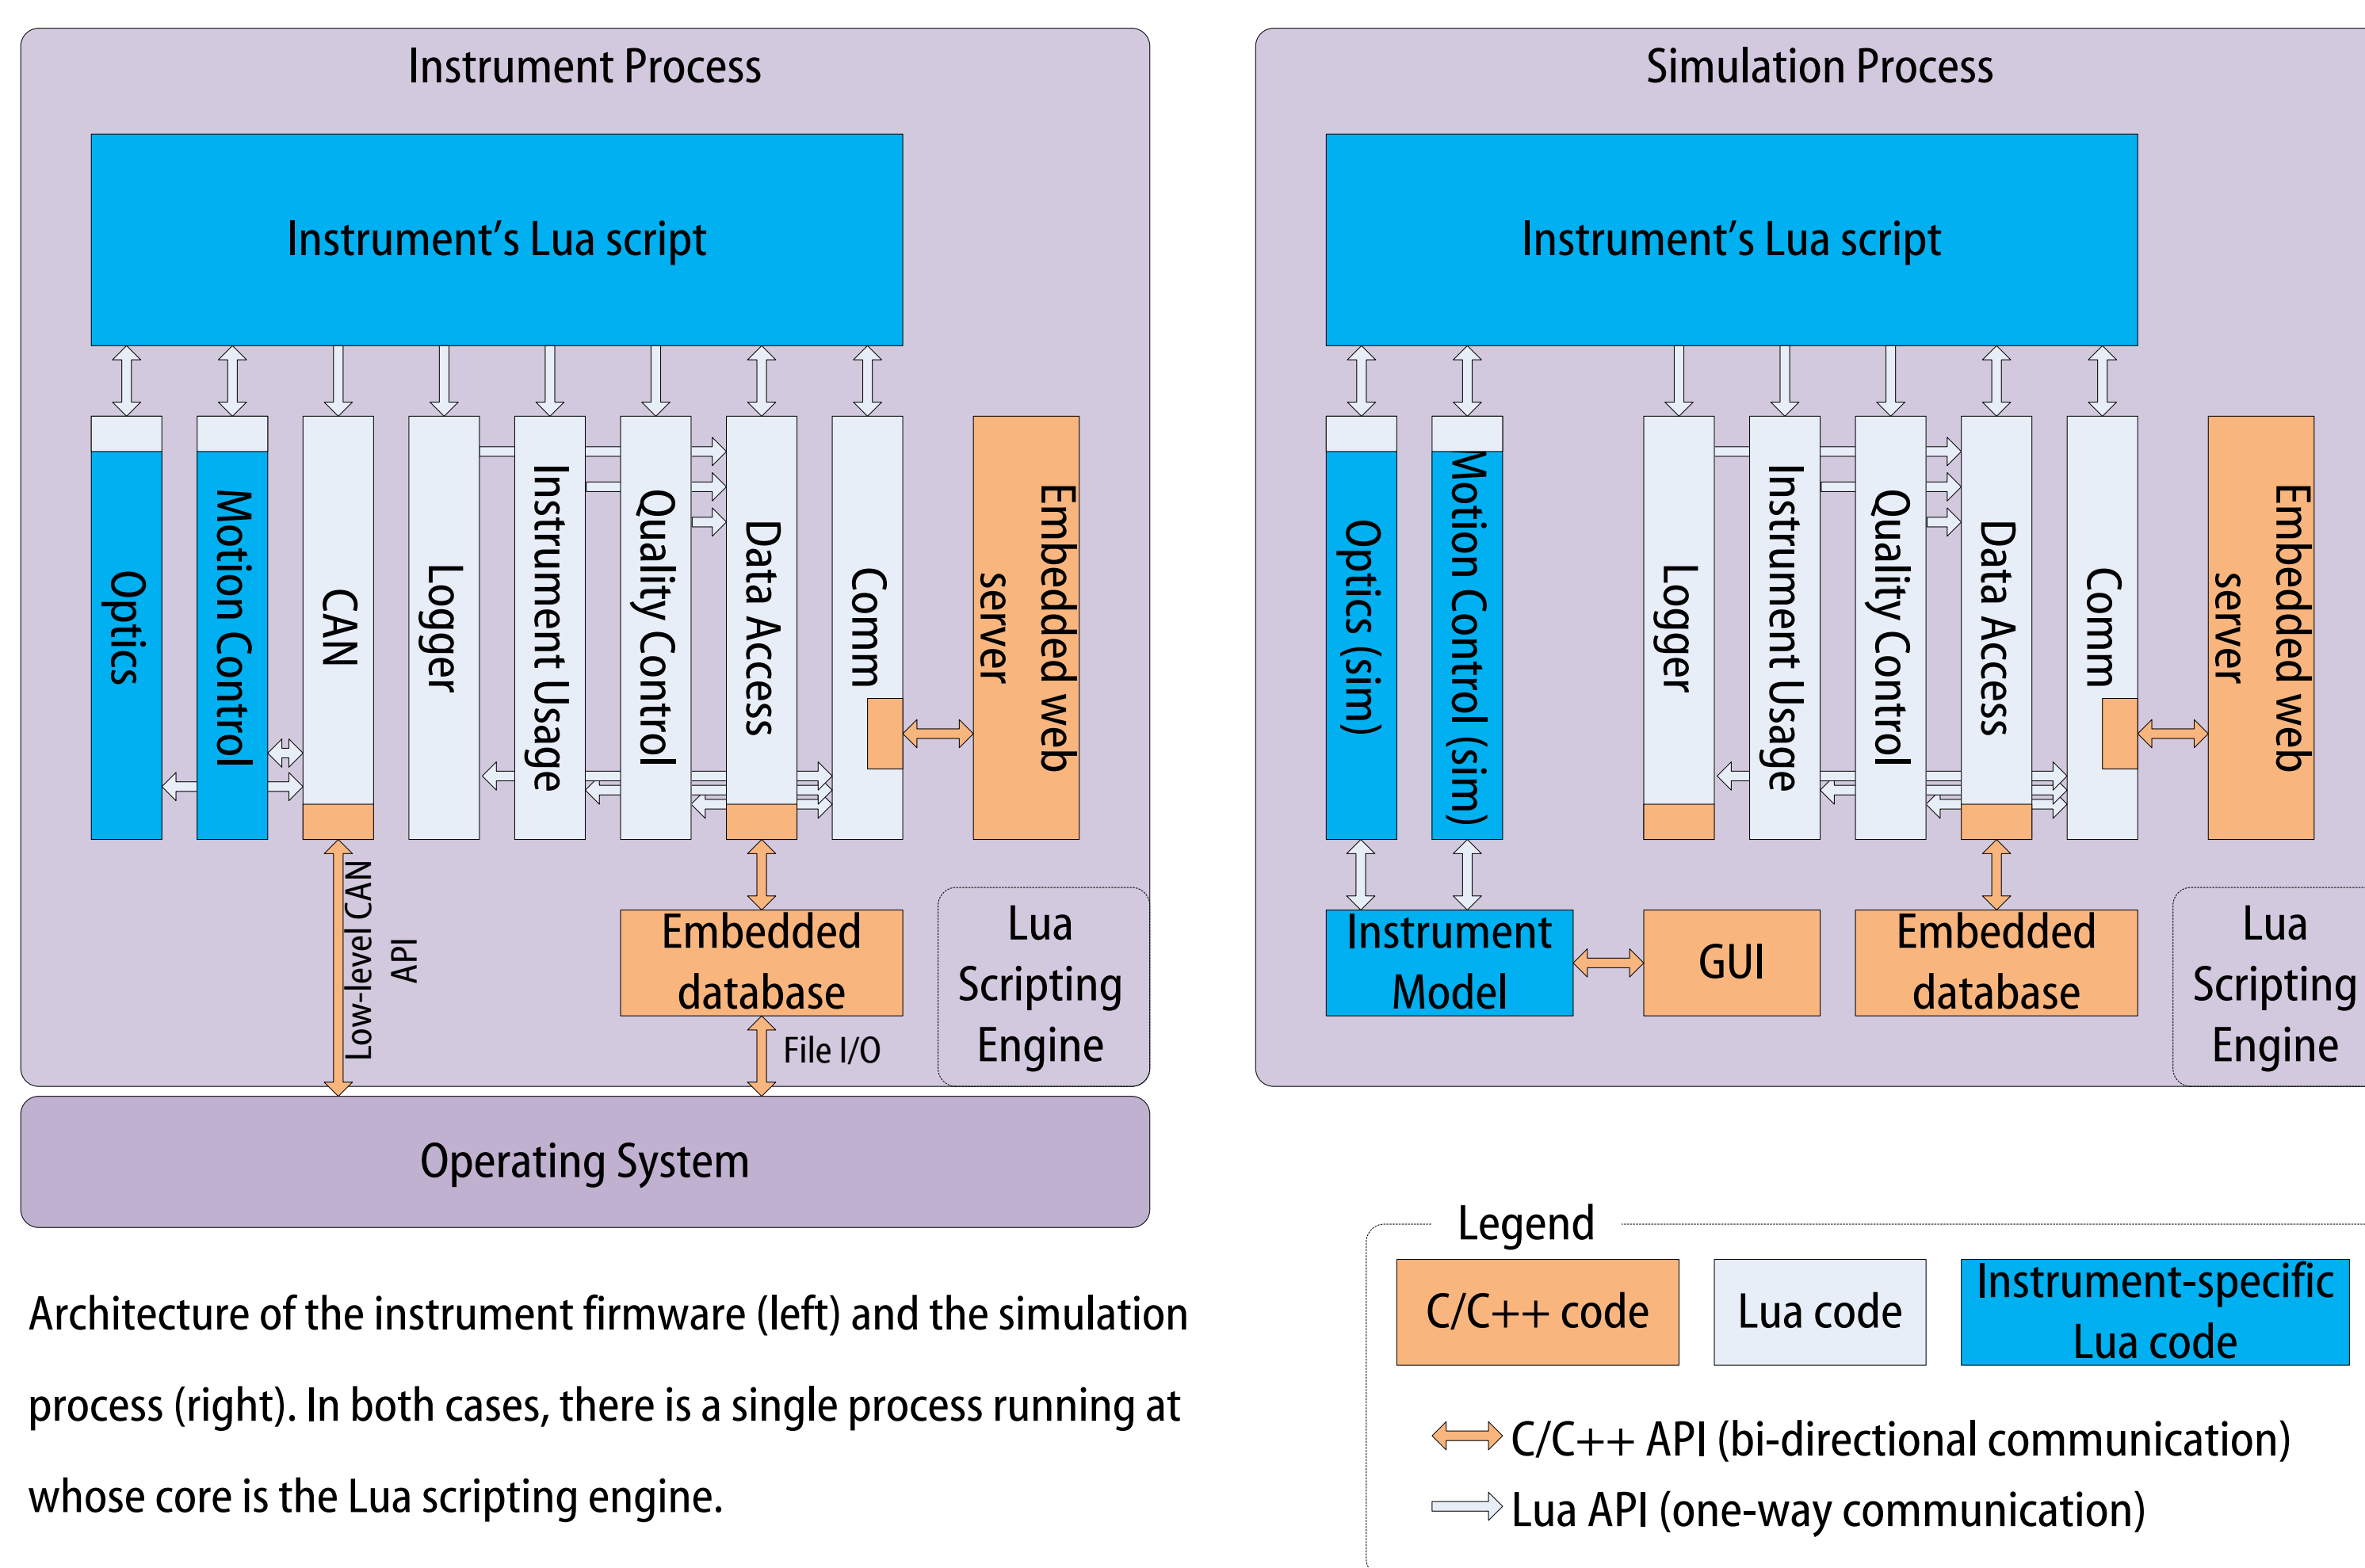 Instrument Process
Instrument's Lua script
Optics
Motion Control
CAN
Logger
Instrument Usage
Quality Control
Data Access
Comm
Embedded web
server
Low-level CAN
API
Embedded
database
File I/O
Lua
Scripting
Engine
Operating System
Simulation Process
Instrument's Lua script
Optics (sim)
Motion Control (sim)
Logger
Instrument Usage
Quality Control
Data Access
Comm
Embedded web
server
Instrument
Model
GUI
Embedded
database
Lua
Scripting
Engine
Architecture of the instrument firmware (left) and the simulation
process (right). In both cases, there is a single process running at
whose core is the Lua scripting engine.
Legend
C/C++ code
Lua code
Instrument-specific
Lua code
C/C++ API (bi-directional communication)
Lua API (one-way communication)